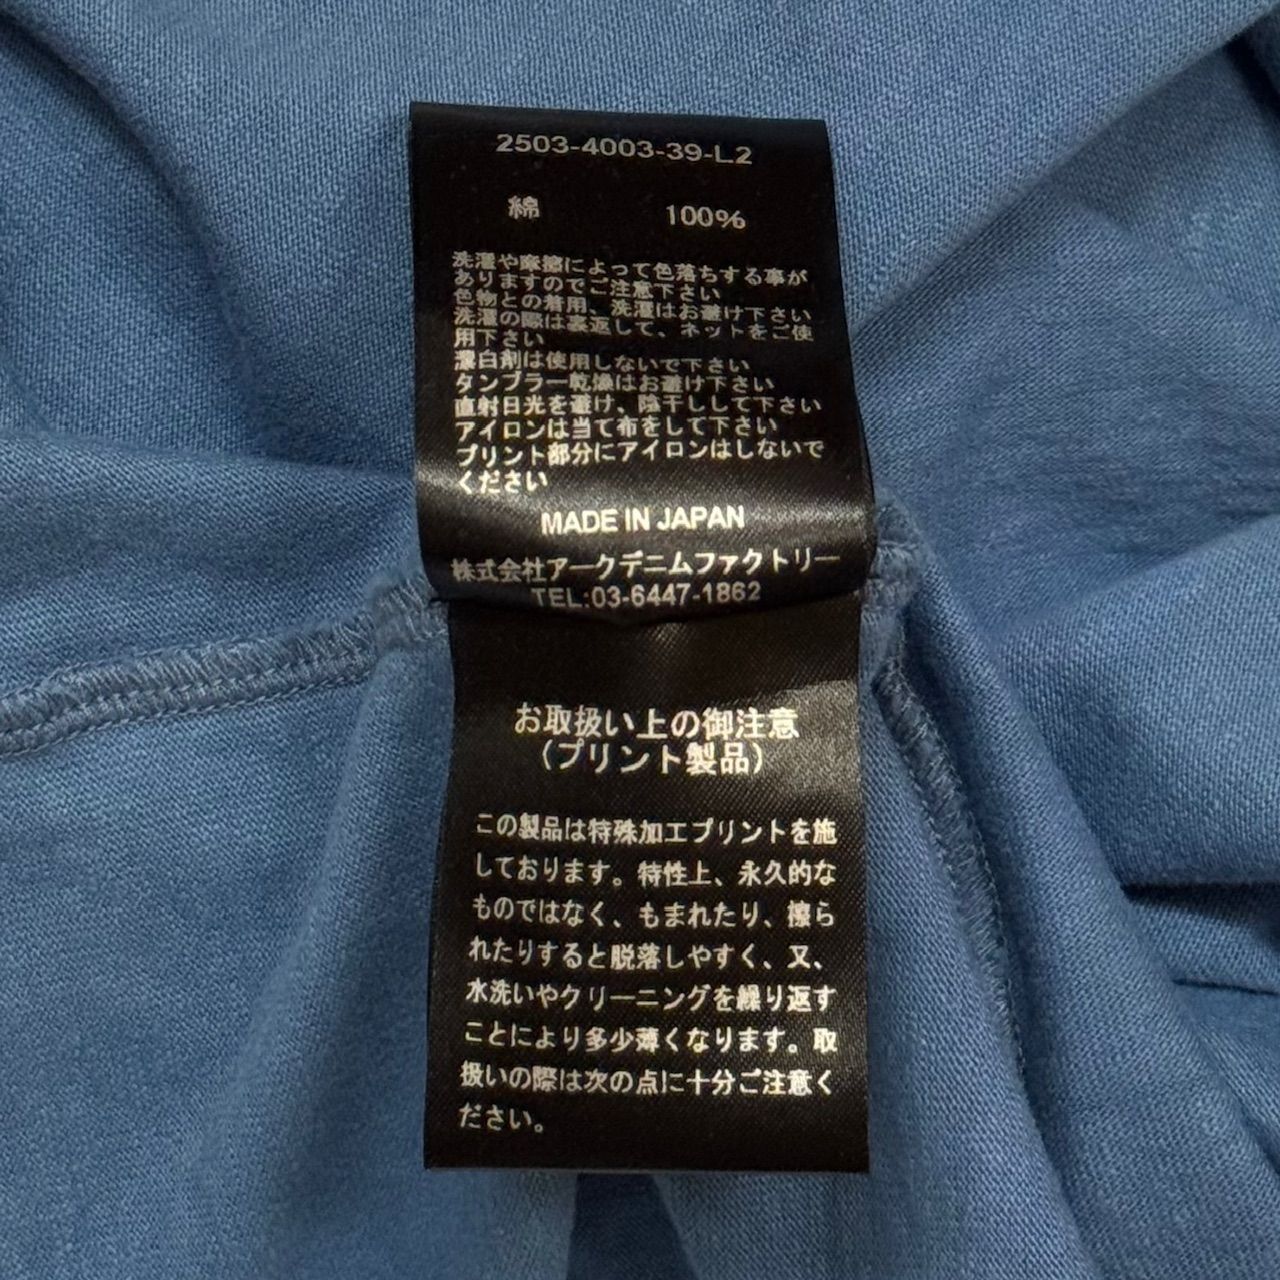 2503-4003-39-L2
綿 100%
洗濯や摩擦によって色落ちする事が
ありますのでご注意下さい
色物との着用、洗濯はお避け下さい
洗濯の際は裏返して、ネットをご使
用下さい
漂白剤は使用しないで下さい
タンブラー乾燥はお避け下さい
直射日光を避け、陰干しして下さい
アイロンは当て布をして下さい
プリント部分にアイロンはしないで
ください
MADE IN JAPAN
株式会社アークデニムファクトリー
TEL:03-6447-1862
お取扱い上の御注意
（プリント製品）
この製品は特殊加工プリントを施
しております。特性上、永久的な
ものではなく、もまれたり、擦ら
れたりすると脱落しやすく、又、
水洗いやクリーニングを繰り返す
ことにより多少薄くなります。取
扱いの際は次の点に十分ご注意く
ださい。